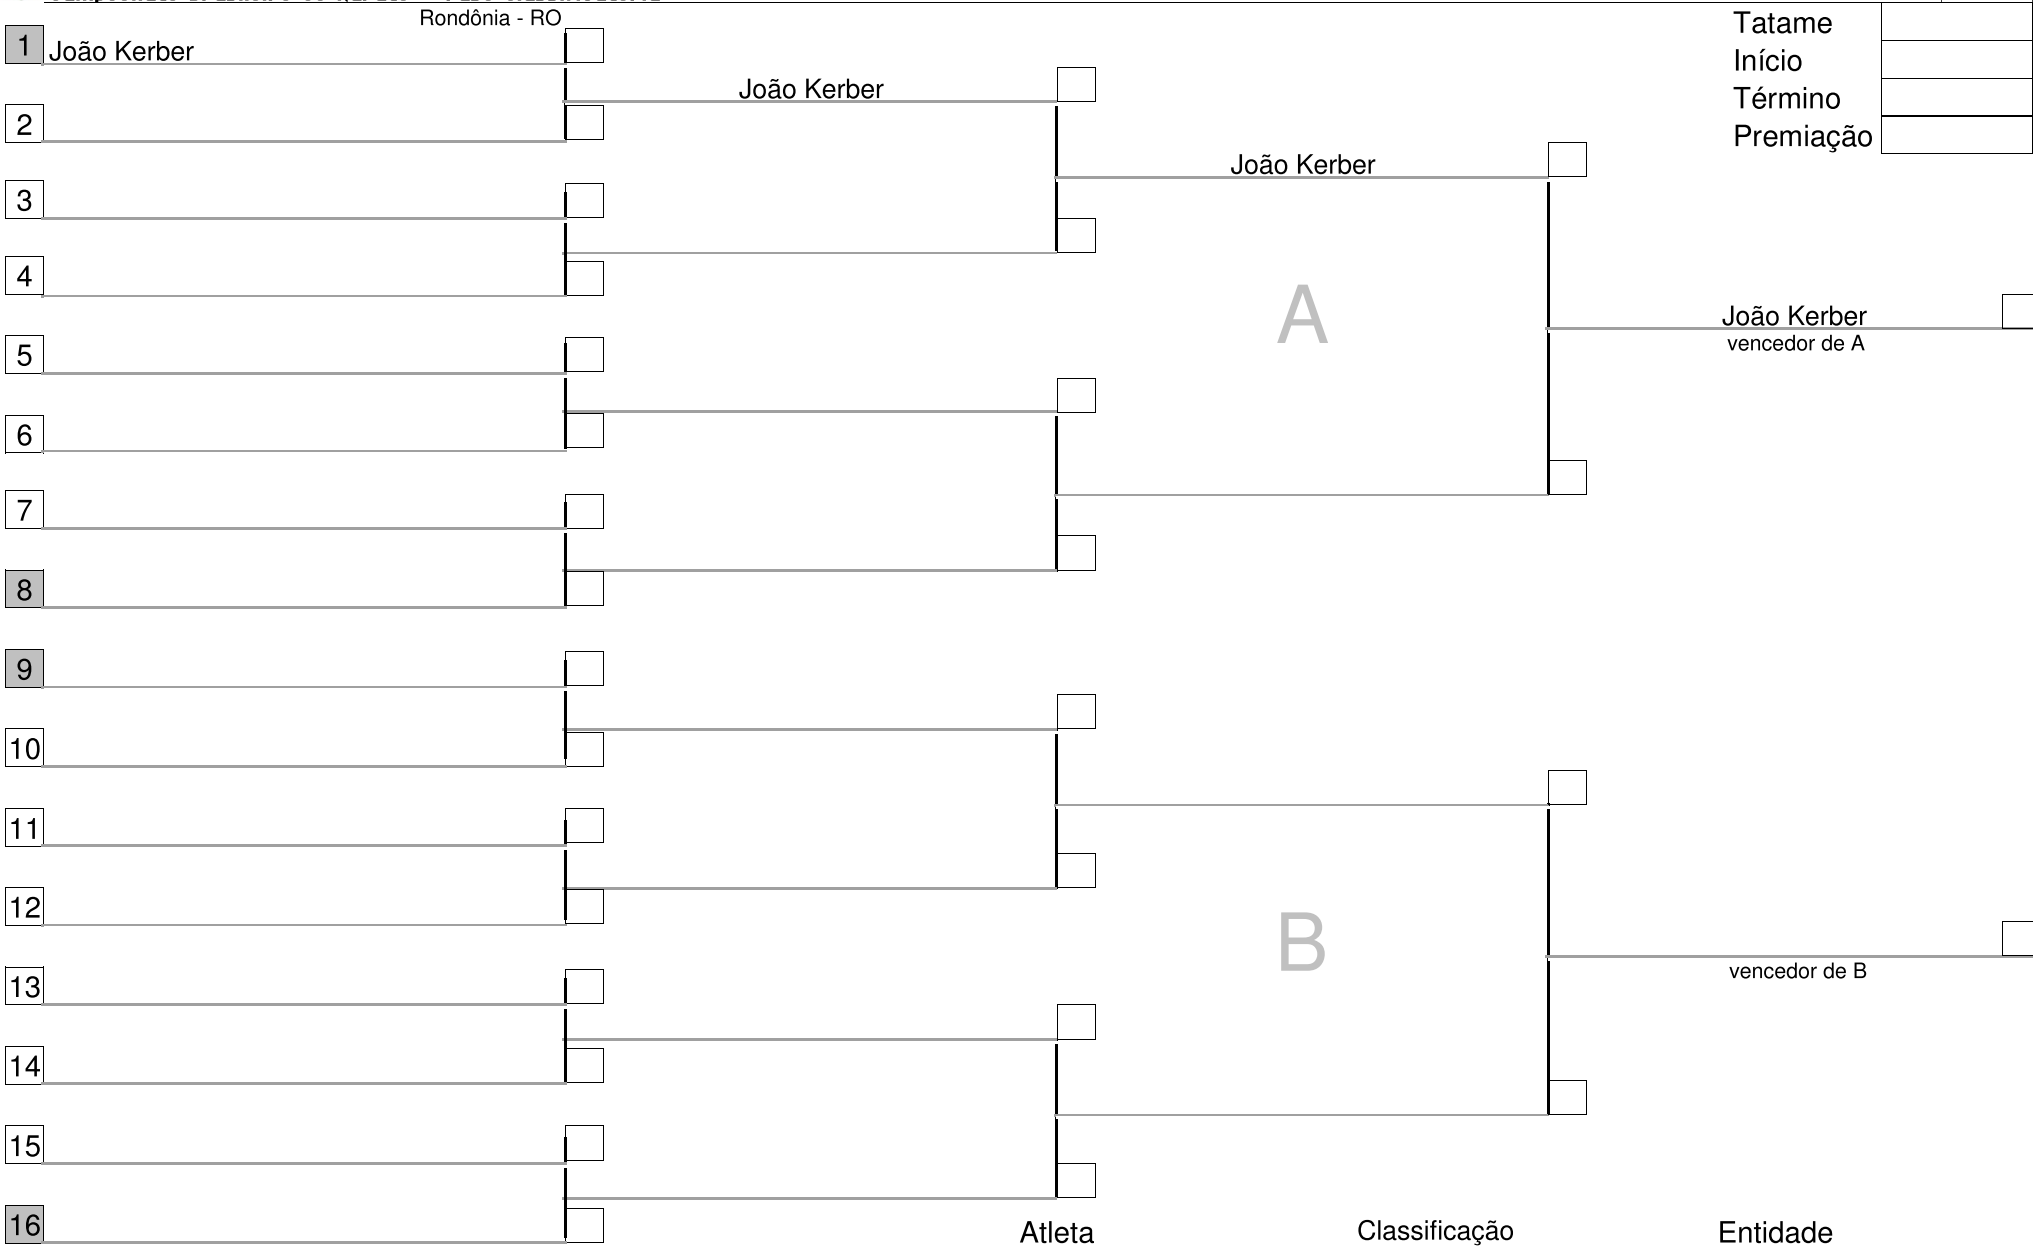 Rondônia - RO
Tatame
1 João Kerber
Início
João Kerber
Término
2
Premiação
João Kerber
3
4
A
João Kerber
vencedor de A
5
6
7
8
9
10
11
12
B
vencedor de B
13
14
15
16
Atleta Classificação Entidade